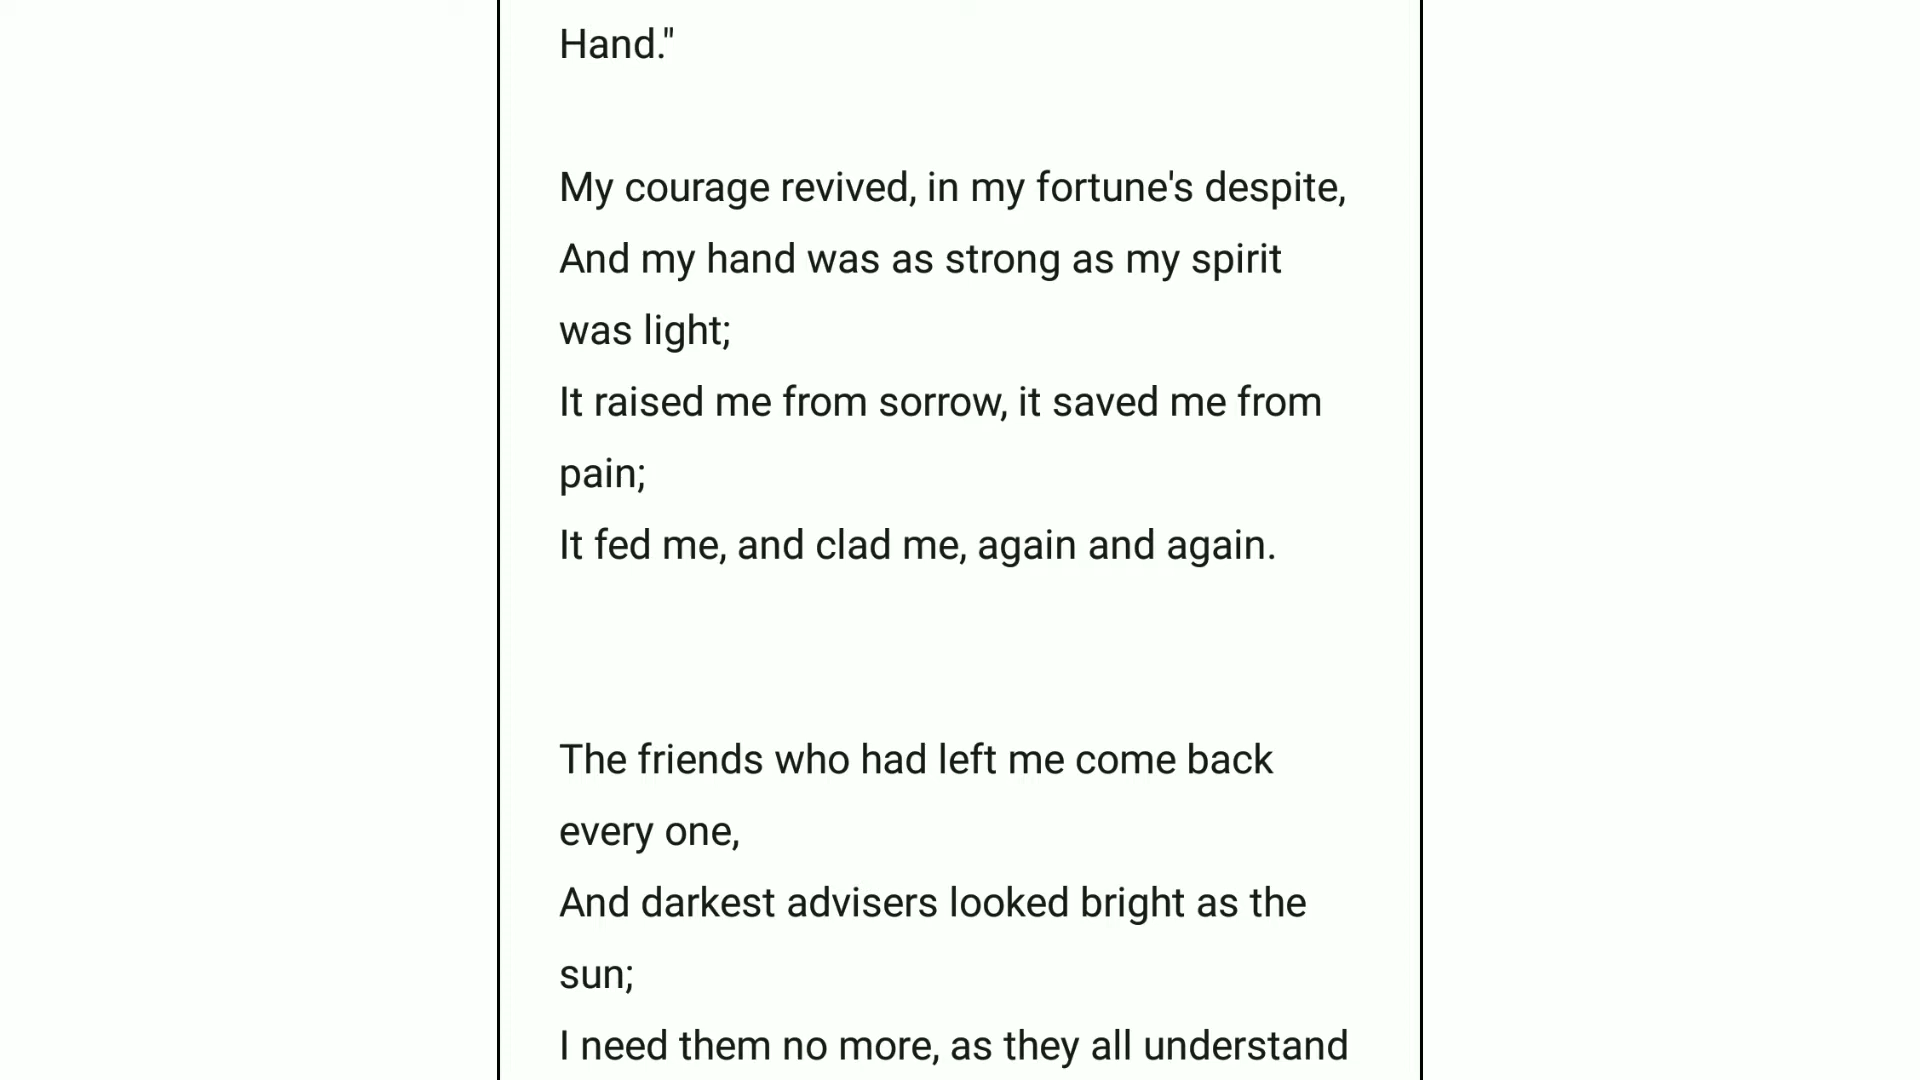 Hand."
My courage revived, in my fortune's despite,
And my hand was as strong as my spirit
was light;
It raised me from sorrow, it saved me from
pain;
It fed me, and clad me, again and again.
The friends who had left me come back
every one,
And darkest advisers looked bright as the
sun;
I need them no more, as they all understand